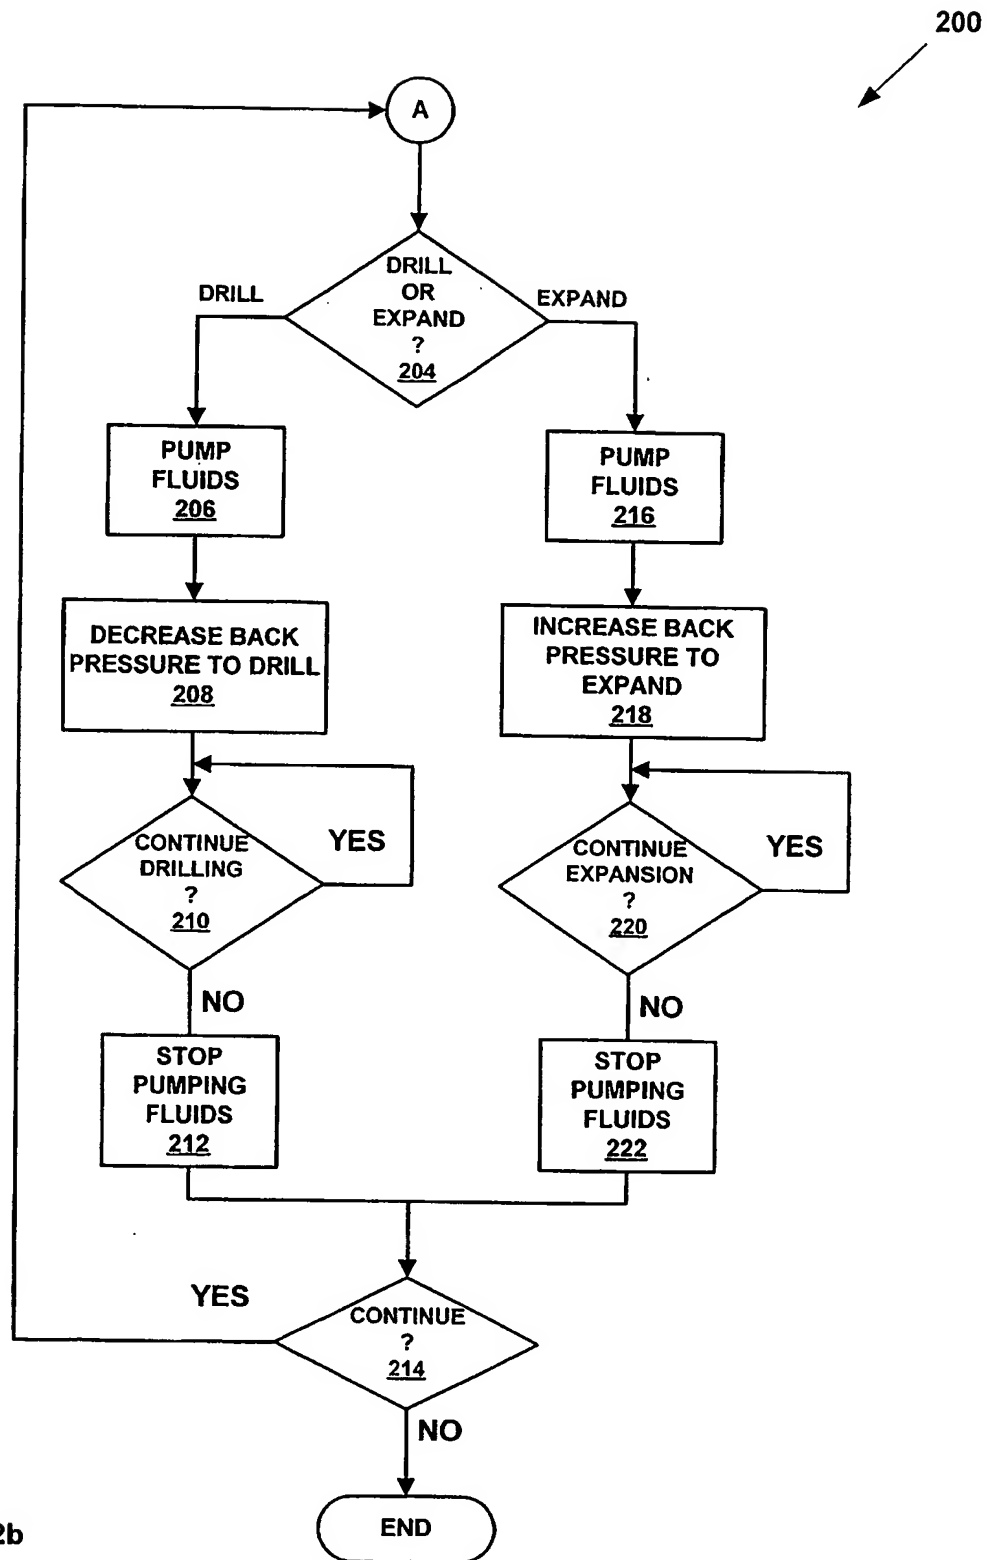 200
A
DRILL
OR
EXPAND
?
204
DRILL
EXPAND
PUMP
FLUIDS
206
PUMP
FLUIDS
216
DECREASE BACK
PRESSURE TO DRILL
208
INCREASE BACK
PRESSURE TO
EXPAND
218
CONTINUE
DRILLING
?
210
YES
CONTINUE
EXPANSION
?
220
YES
NO
NO
STOP
PUMPING
FLUIDS
212
STOP
PUMPING
FLUIDS
222
YES
CONTINUE
?
214
NO
END
2b